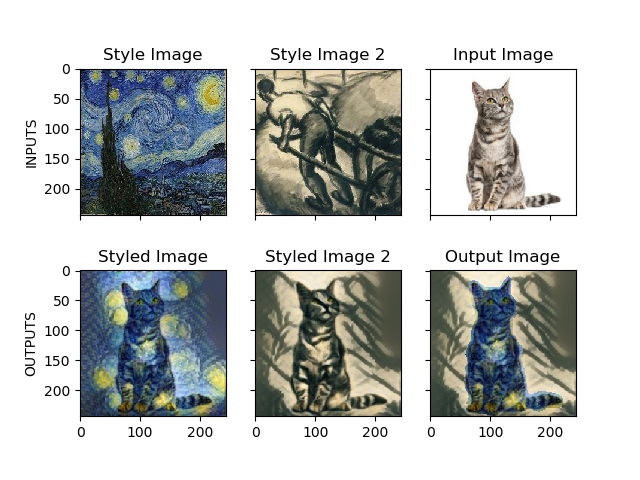 Style Image
Style Image 2
Input Image
0
50
100
150
200
INPUTS
Styled Image
Styled Image 2
Output Image
0
50
100
150
200
OUTPUTS
0 100 200
0 100 200
0 100 200